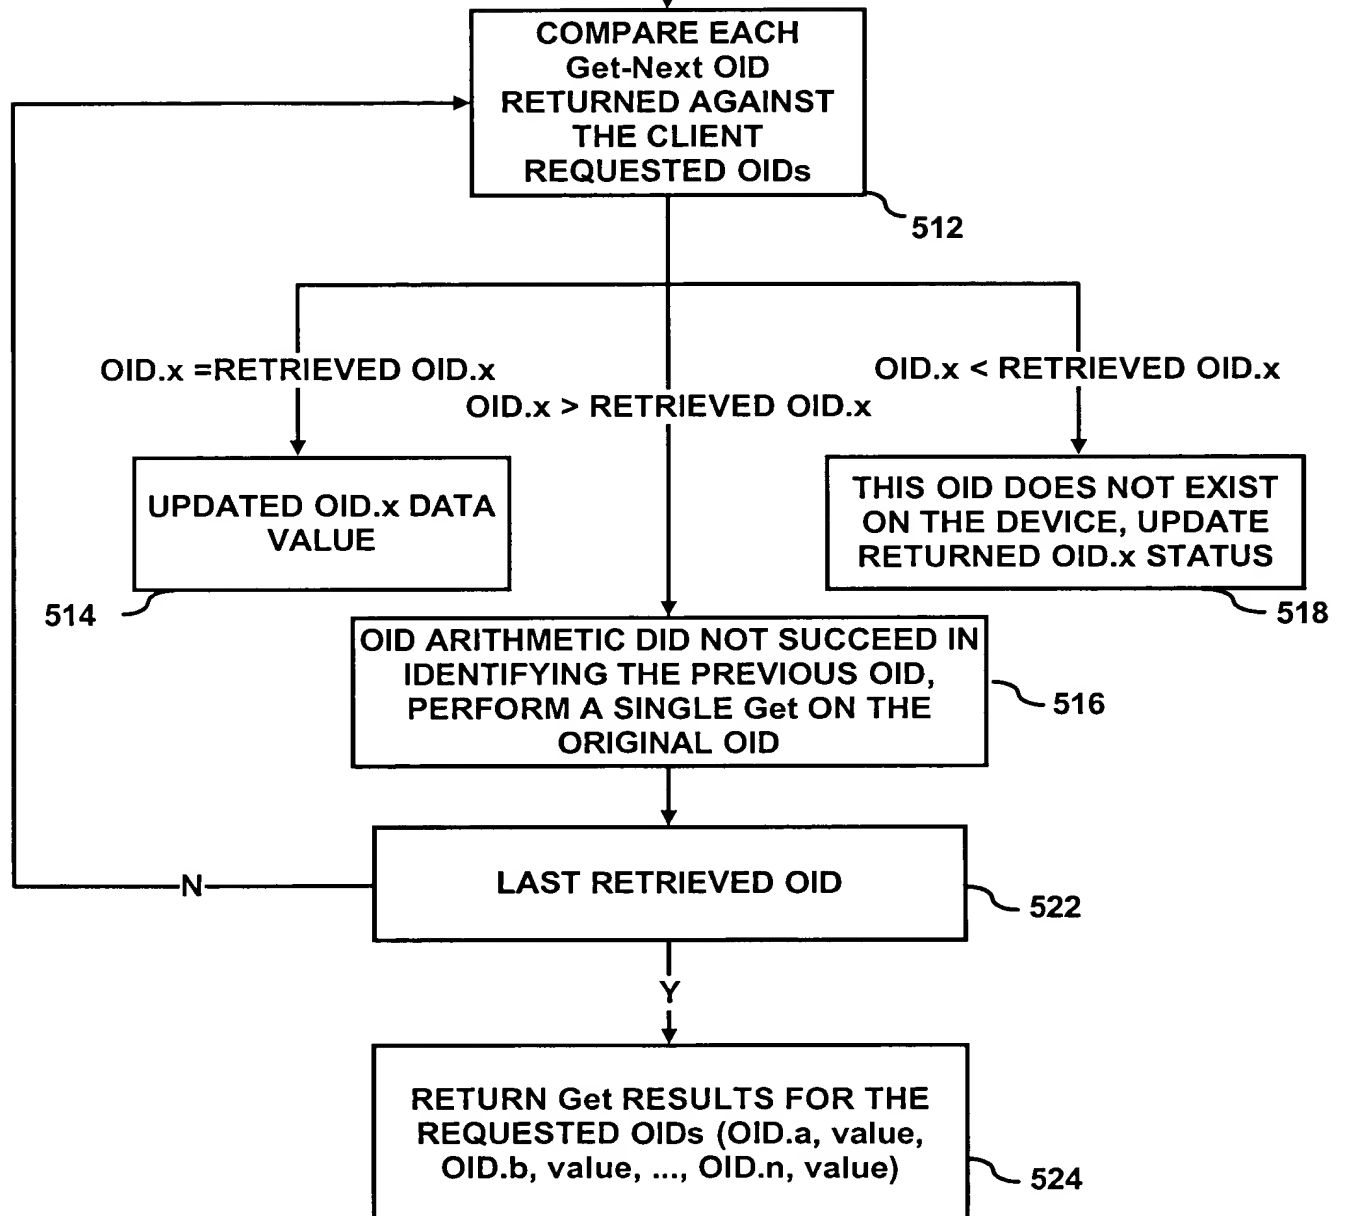 COMPARE EACH
Get-Next OID
RETURNED AGAINST
THE CLIENT
REQUESTED OIDs
512
OID.x =RETRIEVED OID.x
OID.x > RETRIEVED OID.x
OID.x < RETRIEVED OID.x
UPDATED OID.x DATA
VALUE
514
THIS OID DOES NOT EXIST
ON THE DEVICE, UPDATE
RETURNED OID.x STATUS
518
OID ARITHMETIC DID NOT SUCCEED IN
IDENTIFYING THE PREVIOUS OID,
PERFORM A SINGLE Get ON THE
ORIGINAL OID
516
LAST RETRIEVED OID
N
522
Y
RETURN Get RESULTS FOR THE
REQUESTED OIDs (OID.a, value,
OID.b, value, ..., OID.n, value)
524